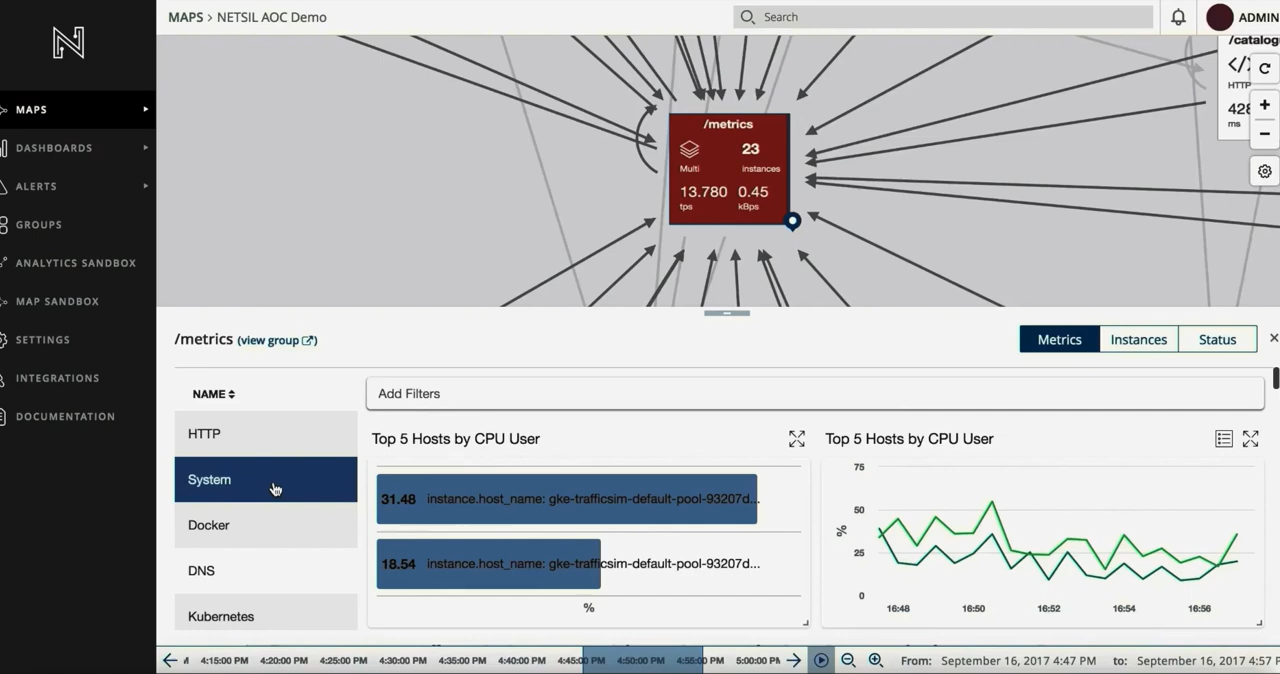 MAPS > NETSIL AOC Demo
Search
ADMIN
MAPS
DASHBOARDS
ALERTS
GROUPS
ANALYTICS SANDBOX
MAP SANDBOX
SETTINGS
INTEGRATIONS
DOCUMENTATION
/metrics
23
Multi
instances
13.780
0.45
tps
kBps
/catalog
HTTP
428
ms
/metrics (view group)
Metrics
Instances
Status
NAME
HTTP
System
Docker
DNS
Kubernetes
Add Filters
Top 5 Hosts by CPU User
31.48 instance.host_name: gke-trafficsim-default-pool-93207d...
18.54 instance.host_name: gke-trafficsim-default-pool-93207d...
%
Top 5 Hosts by CPU User
75
50
25
0
%
16:48
16:50
16:52
16:54
16:56
4:15:00 PM
4:20:00 PM
4:25:00 PM
4:30:00 PM
4:35:00 PM
4:40:00 PM
4:45:00 PM
4:50:00 PM
4:55:00 PM
5:00:00 PM
From: September 16, 2017 4:47 PM to: September 16, 2017 4:57 P